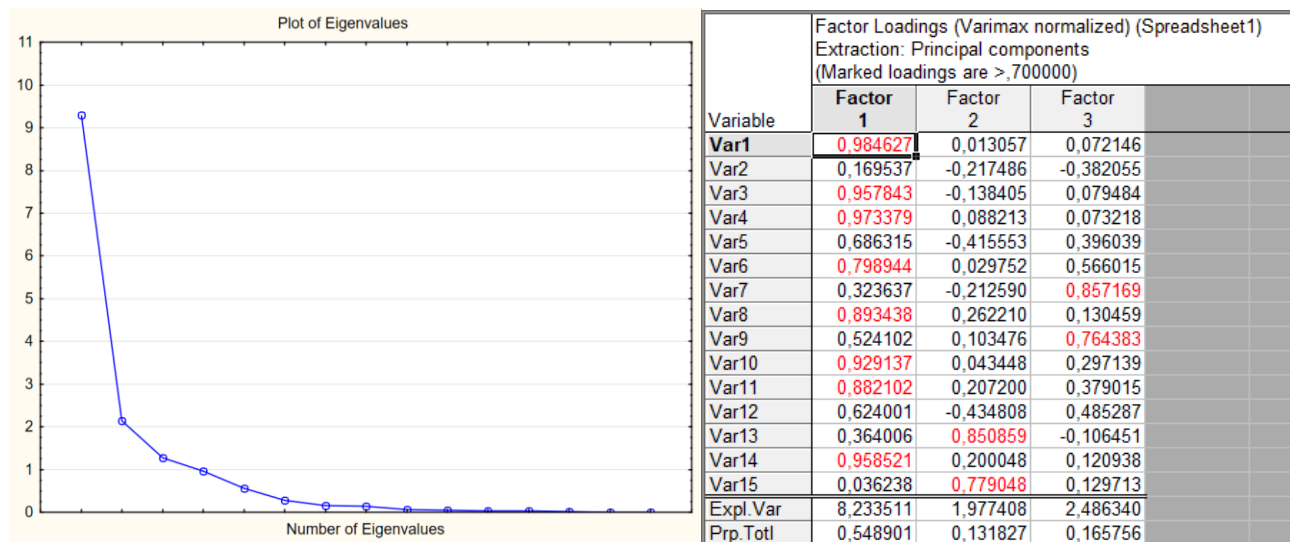 Plot of Eigenvalues
11
10
9
8
7
6
5
4
3
2
1
0
Number of Eigenvalues
Factor Loadings (Varimax normalized) (Spreadsheet1)
Extraction: Principal components
(Marked loadings are >,700000)
Variable Factor 1 Factor 2 Factor 3
Var1 0,984627 0,013057 0,072146
Var2 0,169537 -0,217486 -0,382055
Var3 0,957843 -0,138405 0,079484
Var4 0,973379 0,088213 0,073218
Var5 0,686315 -0,415553 0,396039
Var6 0,798944 0,029752 0,566015
Var7 0,323637 -0,212590 0,857169
Var8 0,893438 0,262210 0,130459
Var9 0,524102 0,103476 0,764383
Var10 0,929137 0,043448 0,297139
Var11 0,882102 0,207200 0,379015
Var12 0,624001 -0,434808 0,485287
Var13 0,364006 0,850859 -0,106451
Var14 0,958521 0,200048 0,120938
Var15 0,036238 0,779048 0,129713
Expl.Var 8,233511 1,977408 2,486340
Prp.Totl 0,548901 0,131827 0,165756